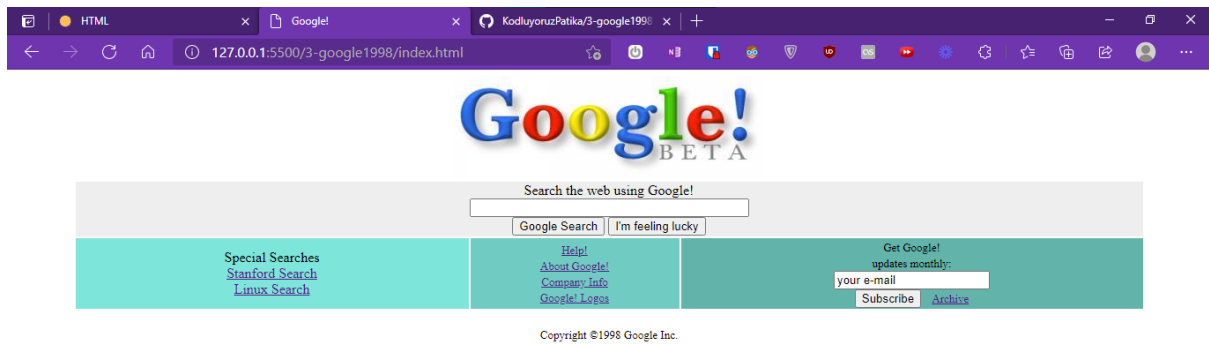 HTML
Google!
KodluyoruzPatika/3-google1998
127.0.0.1:5500/3-google1998/index.html
Google!
BETA
Search the web using Google!
Google Search
I'm feeling lucky
Special Searches
Stanford Search
Linux Search
Help!
About Google!
Company Info
Google! Logos
Get Google!
updates monthly:
your e-mail
Subscribe
Archive
Copyright ©1998 Google Inc.